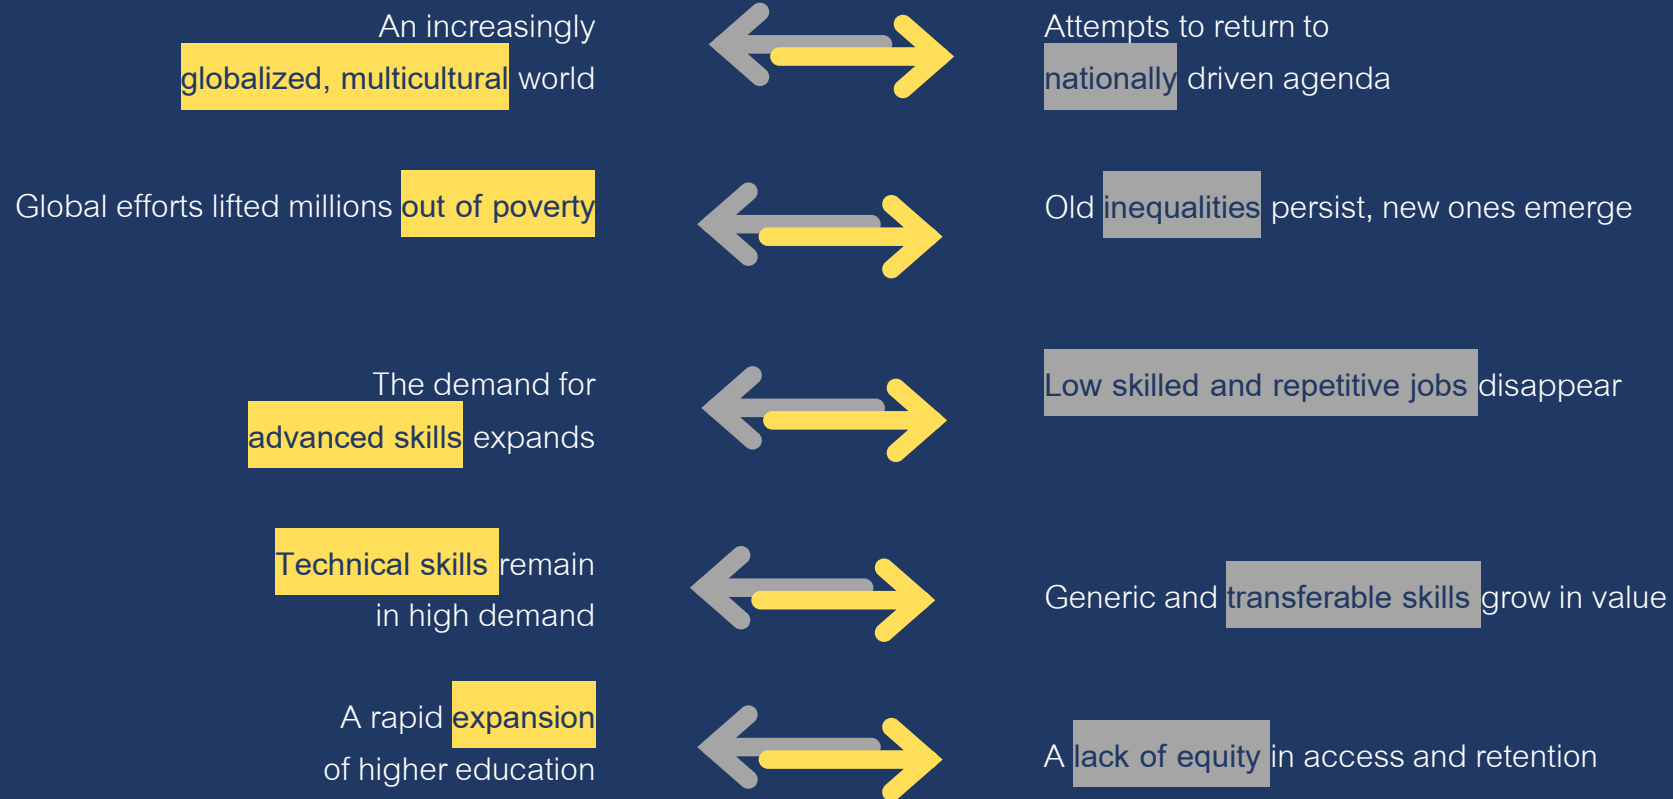 An increasingly
globalized, multicultural world
Attempts to return to
nationally driven agenda
Global efforts lifted millions out of poverty
Old inequalities persist, new ones emerge
The demand for
advanced skills expands
Low skilled and repetitive jobs disappear
Technical skills remain
in high demand
Generic and transferable skills grow in value
A rapid expansion
of higher education
A lack of equity in access and retention